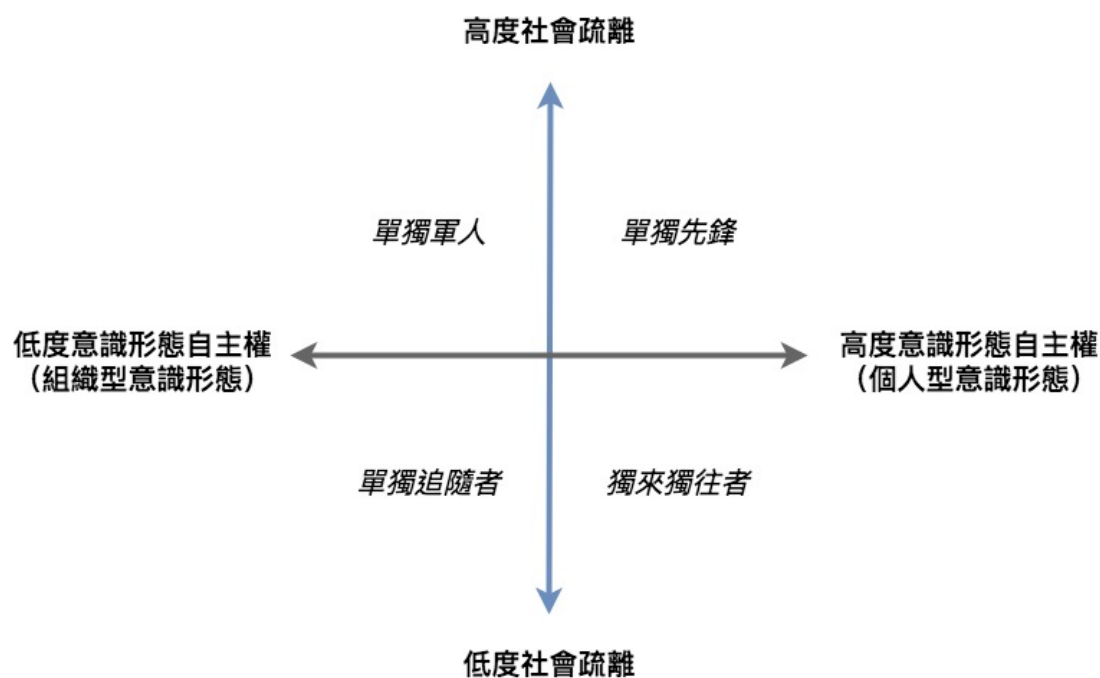 高度社會疏離
單獨軍人
單獨先鋒
低度意識形態自主權
（組織型意識形態）
高度意識形態自主權
（個人型意識形態）
單獨追隨者
獨來獨往者
低度社會疏離